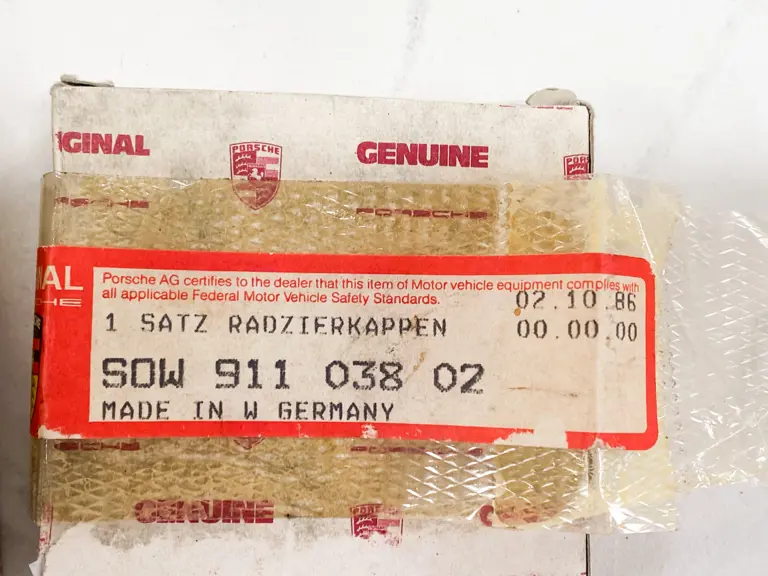 IGINAL PORSCHE GENUINE PORS
PORSCHE
NAL Porsche AG certifies to the dealer that this item of Motor vehicle equipment complies with
all applicable Federal Motor Vehicle Safety Standards. 02.10.86
1 SATZ RADZIERKAPPEN 00.00.00
SOW 911 038 02
MADE IN W GERMANY
GENUINE